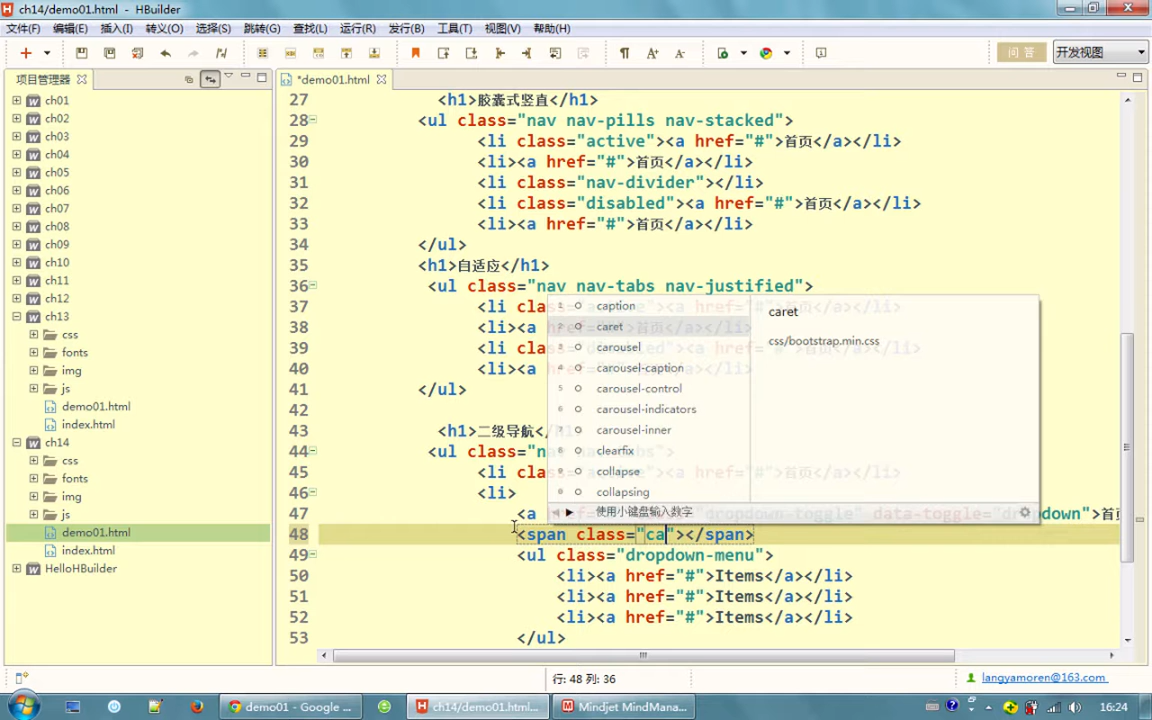 ch14/demo01.html - HBuilder
文件(F) 编辑(E) 插入(I) 转义(O) 选择(S) 跳转(G) 查找(L) 运行(R) 发行(B) 工具(T) 视图(V) 帮助(H)
问 答 开发视图
项目管理器
*demo01.html
ch01
ch02
ch03
ch04
ch05
ch06
ch07
ch08
ch09
ch10
ch11
ch12
ch13
css
fonts
img
js
demo01.html
index.html
ch14
css
fonts
img
js
demo01.html
index.html
HelloHBuilder
27 <h1>胶囊式竖直</h1>
28 <ul class="nav nav-pills nav-stacked">
29 <li class="active"><a href="#">首页</a></li>
30 <li><a href="#">首页</a></li>
31 <li class="nav-divider"></li>
32 <li class="disabled"><a href="#">首页</a></li>
33 <li><a href="#">首页</a></li>
34 </ul>
35 <h1>自适应</h1>
36 <ul class="nav nav-tabs nav-justified">
37 <li cla
38 <li><a
39 <li cla
40 <li><a
41 </ul>
42
43 <h1>二级导航</
44 <ul class="n
45 <li cla
46 <li>
47 <a "dropdown-toggle" data-toggle="dropdown">首
48 <span class="ca"></span>
49 <ul class="dropdown-menu">
50 <li><a href="#">Items</a></li>
51 <li><a href="#">Items</a></li>
52 <li><a href="#">Items</a></li>
53 </ul>
caption
caret
carousel
carousel-caption
carousel-control
carousel-indicators
carousel-inner
clearfix
collapse
collapsing
使用小键盘输入数字
caret
css/bootstrap.min.css
行: 48 列: 36
langyamoren@163.com
demo01 - Google ...
ch14/demo01.html...
Mindjet MindMana...
16:24